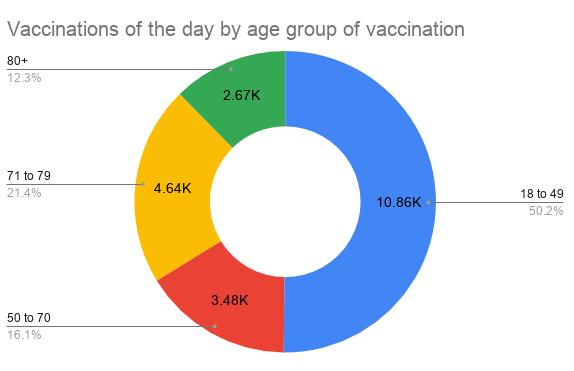 Vaccinations of the day by age group of vaccination
80+
12.3%
2.67K
71 to 79
21.4%
4.64K
18 to 49
50.2%
10.86K
50 to 70
16.1%
3.48K